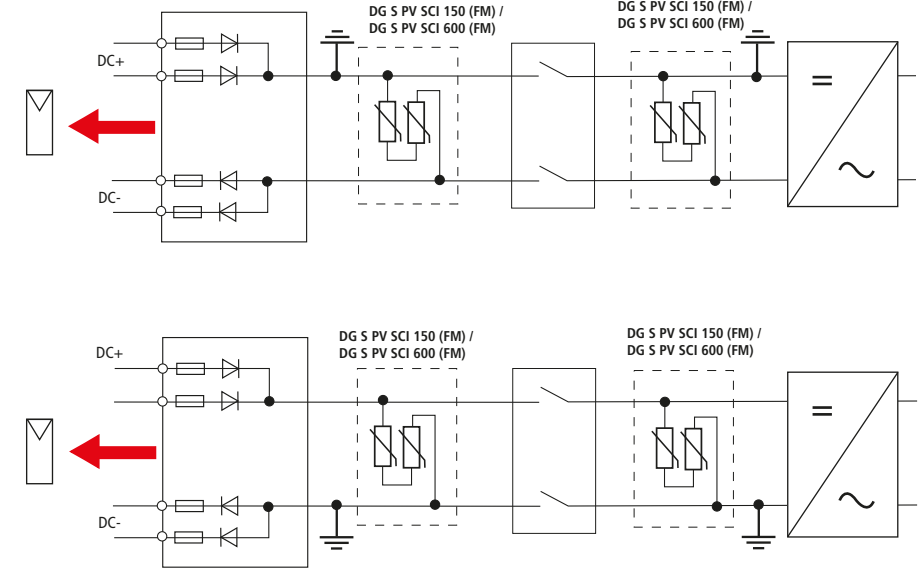 DG S PV SCI 150 (FM) /
DG S PV SCI 600 (FM)
DG S PV SCI 150 (FM) /
DG S PV SCI 600 (FM)
DC+
DC-
DG S PV SCI 150 (FM) /
DG S PV SCI 600 (FM)
DG S PV SCI 150 (FM) /
DG S PV SCI 600 (FM)
DC+
DC-